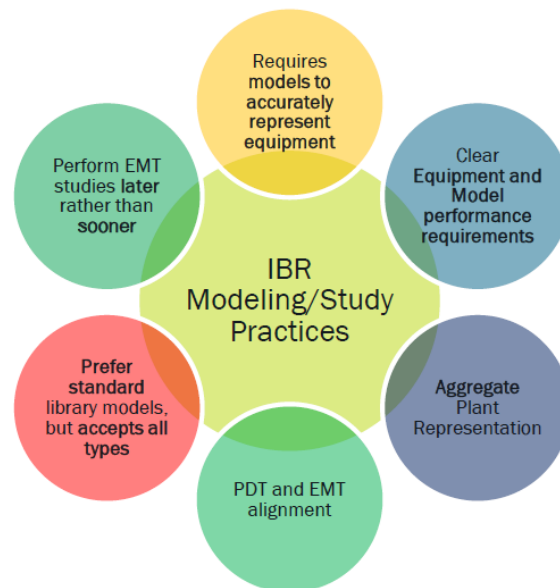 Requires
models to
accurately
represent
equipment
Clear
Equipment and
Model
performance
requirements
Aggregate
Plant
Representation
PDT and EMT
alignment
Prefer
standard
library models,
but accepts all
types
Perform EMT
studies later
rather than
sooner
IBR
Modeling/Study
Practices